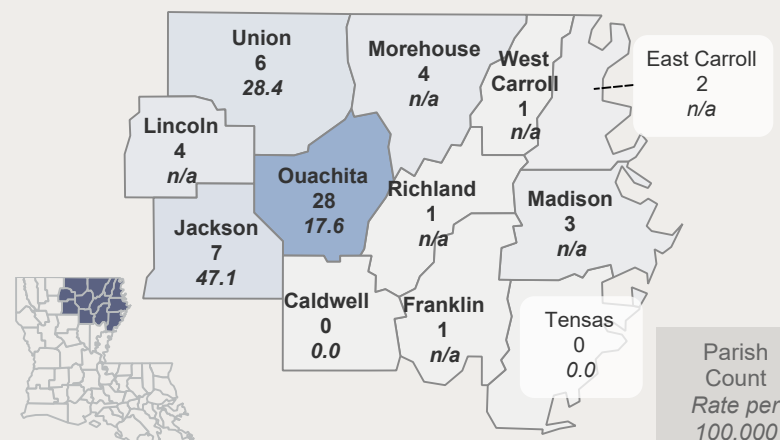 Union
6
28.4
Morehouse
4
n/a
West
Carroll
1
n/a
East Carroll
2
n/a
Lincoln
4
n/a
Ouachita
28
17.6
Richland
1
n/a
Madison
3
n/a
Jackson
7
47.1
Caldwell
0
0.0
Franklin
1
n/a
Tensas
0
0.0
Parish
Count
Rate per
100,000